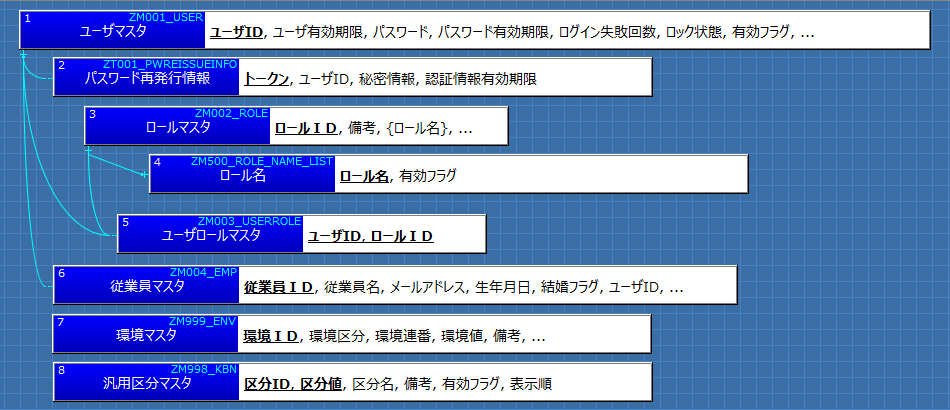 1 ZM001_USER
ユーザマスタ ユーザID, ユーザ有効期限, パスワード, パスワード有効期限, ログイン失敗回数, ロック状態, 有効フラグ, ...
2 ZT001_PWREISSUEINFO
パスワード再発行情報 トークン, ユーザID, 秘密情報, 認証情報有効期限
3 ZM002_ROLE
ロールマスタ ロールＩＤ, 備考, {ロール名}, ...
4 ZM500_ROLE_NAME_LIST
ロール名 ロール名, 有効フラグ
5 ZM003_USERROLE
ユーザロールマスタ ユーザID, ロールＩＤ
6 ZM004_EMP
従業員マスタ 従業員ＩＤ, 従業員名, メールアドレス, 生年月日, 結婚フラグ, ユーザID, ...
7 ZM999_ENV
環境マスタ 環境ＩＤ, 環境区分, 環境連番, 環境値, 備考, ...
8 ZM998_KBN
汎用区分マスタ 区分ID, 区分値, 区分名, 備考, 有効フラグ, 表示順